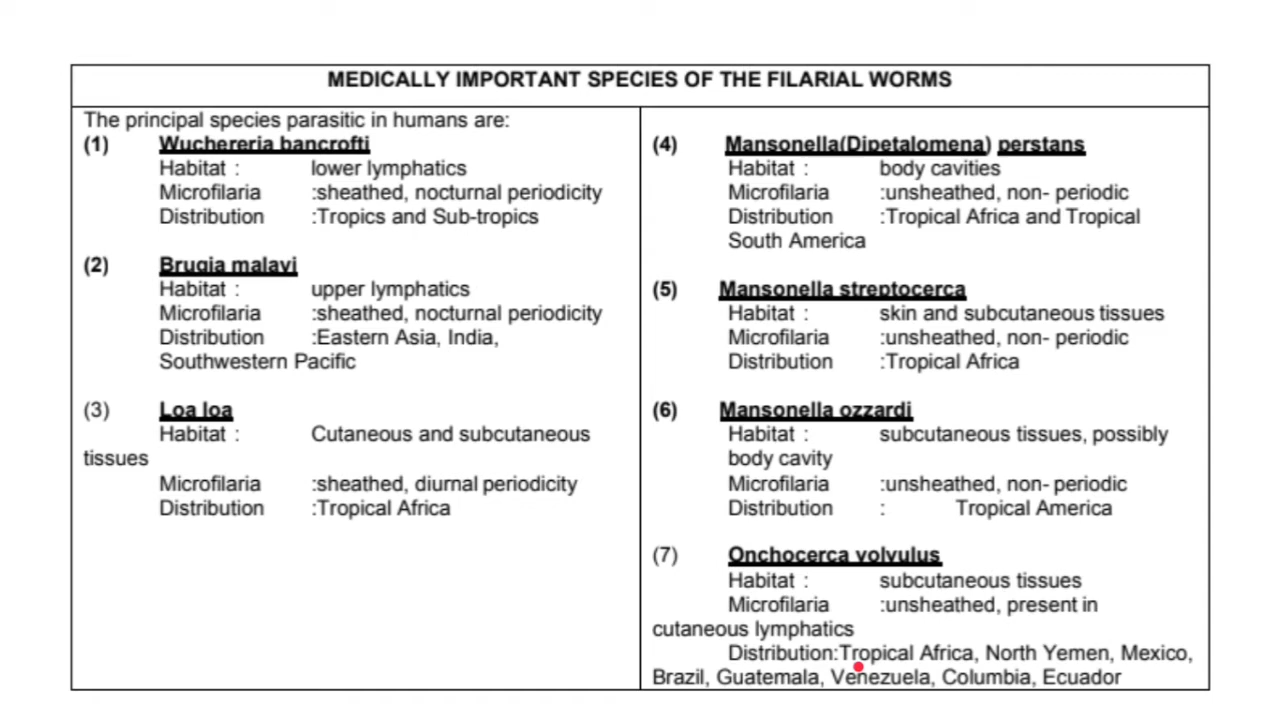 MEDICALLY IMPORTANT SPECIES OF THE FILARIAL WORMS
The principal species parasitic in humans are:
(1) Wuchereria bancrofti
Habitat : lower lymphatics
Microfilaria :sheathed, nocturnal periodicity
Distribution :Tropics and Sub-tropics
(2) Brugia malayi
Habitat : upper lymphatics
Microfilaria :sheathed, nocturnal periodicity
Distribution :Eastern Asia, India,
Southwestern Pacific
(3) Loa loa
Habitat : Cutaneous and subcutaneous
tissues
Microfilaria :sheathed, diurnal periodicity
Distribution :Tropical Africa
(4) Mansonella(Dipetalomena) perstans
Habitat : body cavities
Microfilaria :unsheathed, non- periodic
Distribution :Tropical Africa and Tropical
South America
(5) Mansonella streptocerca
Habitat : skin and subcutaneous tissues
Microfilaria :unsheathed, non- periodic
Distribution :Tropical Africa
(6) Mansonella ozzardi
Habitat : subcutaneous tissues, possibly
body cavity
Microfilaria :unsheathed, non- periodic
Distribution : Tropical America
(7) Onchocerca volvulus
Habitat : subcutaneous tissues
Microfilaria :unsheathed, present in
cutaneous lymphatics
Distribution:Tropical Africa, North Yemen, Mexico,
Brazil, Guatemala, Venezuela, Columbia, Ecuador